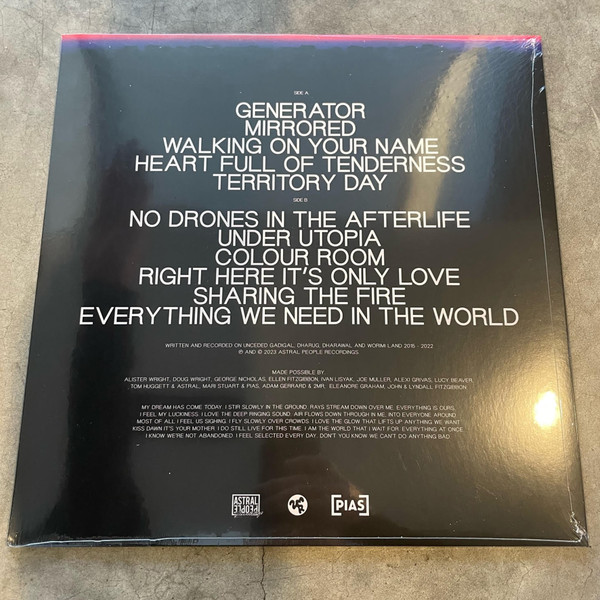 SIDE A
GENERATOR
MIRRORED
WALKING ON YOUR NAME
HEART FULL OF TENDERNESS
TERRITORY DAY
SIDE B
NO DRONES IN THE AFTERLIFE
UNDER UTOPIA
COLOUR ROOM
RIGHT HERE IT'S ONLY LOVE
SHARING THE FIRE
EVERYTHING WE NEED IN THE WORLD
WRITTEN AND RECORDED ON UNCEDED GADIGAL, DHARUG, DHARAWAL, AND WORIMI LAND 2016 - 2022
℗ AND © 2023 ASTRAL PEOPLE RECORDINGS.
MADE POSSIBLE BY
ALISTER WRIGHT, DOUG WRIGHT, GEORGE NICHOLAS, ELLEN FITZGIBBON, IVAN LISYAK, JOE MULLER, ALEXI GRIVAS, LUCY BEAVER,
TOM HUGGETT & ASTRAL, MARI STUART & PIAS, ADAM GERRARD & 2MR, ELEANORE GRAHAM, JOHN & LYNDALL FITZGIBBON
MY DREAM HAS COME TODAY. I STIR SLOWLY IN THE GROUND. RAYS STREAM DOWN OVER ME. EVERYTHING IS OURS.
I FEEL MY LUCKINESS. I LOVE THE DEEP RINGING SOUND. AIR FLOWS DOWN THROUGH IN ME, INTO EVERYONE AROUND.
MOST OF ALL I FEEL US SIGHING. I FLY SLOWLY OVER CROWDS. I LOVE THE GLOW THAT LIFTS UP ANYTHING WE WANT
KISS DAWN IT'S YOUR MOTHER. I DO STILL LIVE FOR THIS TIME. I AM THE WORLD THAT I WAIT FOR. EVERYTHING AT ONCE
I KNOW WE'RE NOT ABANDONED. I FEEL SELECTED EVERY DAY. DON'T YOU KNOW WE CAN'T DO ANYTHING BAD
ASTRAL
PEOPLE
[PIAS]